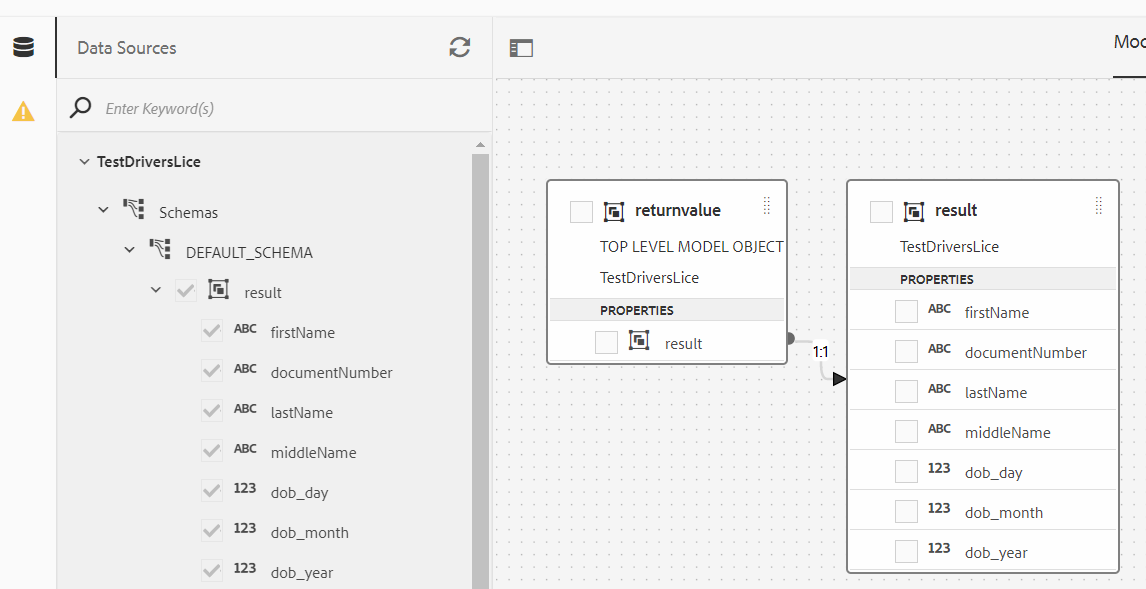 Data Sources
Enter Keyword(s)
TestDriversLice
Schemas
DEFAULT_SCHEMA
result
ABC firstName
ABC documentNumber
ABC lastName
ABC middleName
123 dob_day
123 dob_month
123 dob_year
Moc
returnvalue
TOP LEVEL MODEL OBJECT
TestDriversLice
PROPERTIES
result
1:1
result
TestDriversLice
PROPERTIES
ABC firstName
ABC documentNumber
ABC lastName
ABC middleName
123 dob_day
123 dob_month
123 dob_year